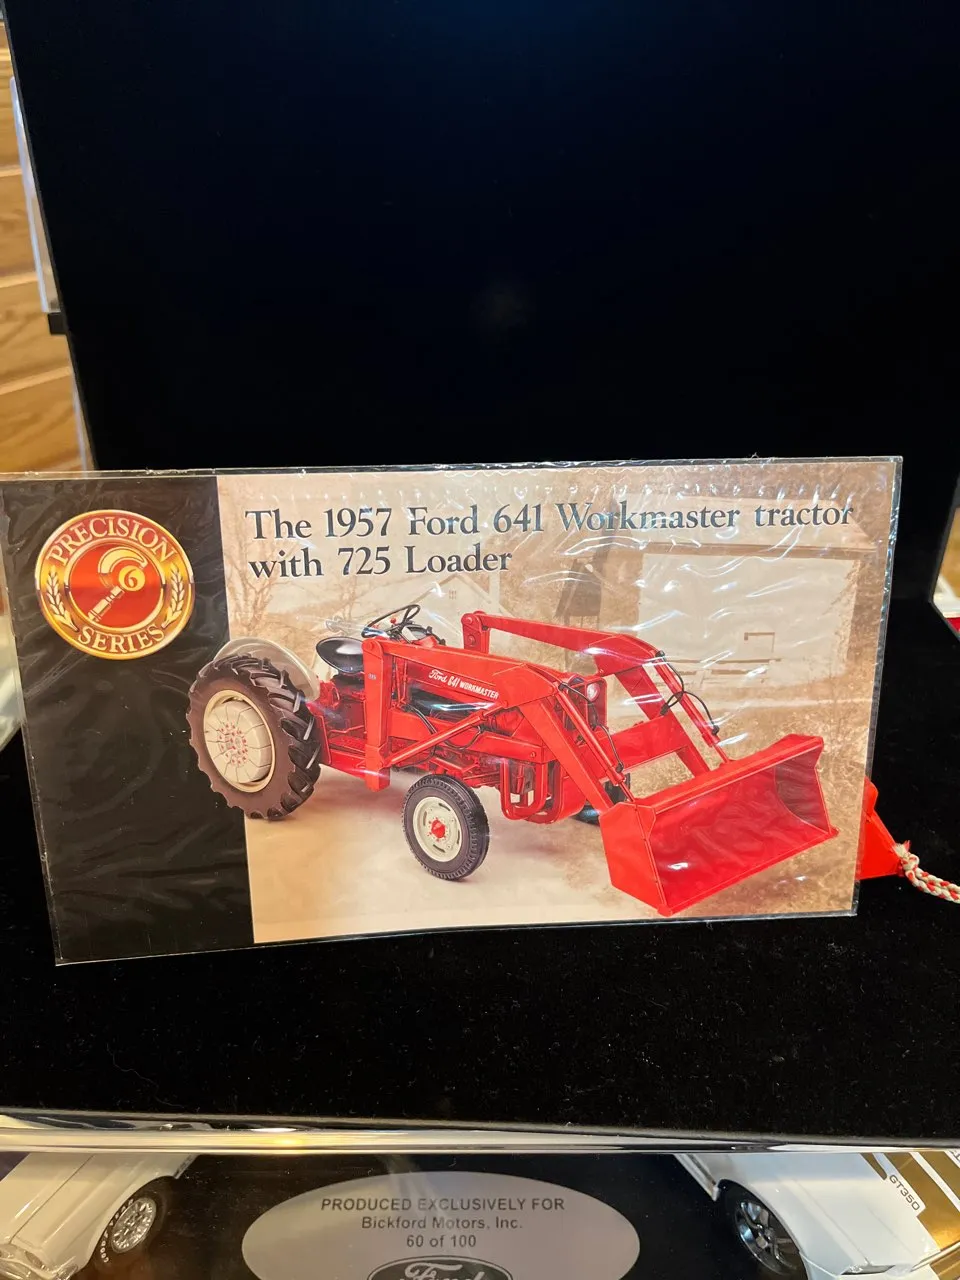 PRECISION
6
SERIES
The 1957 Ford 641 Workmaster tractor
with 725 Loader
Ford 641 WORKMASTER
PRODUCED EXCLUSIVELY FOR
Bickford Motors, Inc.
60 of 100
Ford
GT350